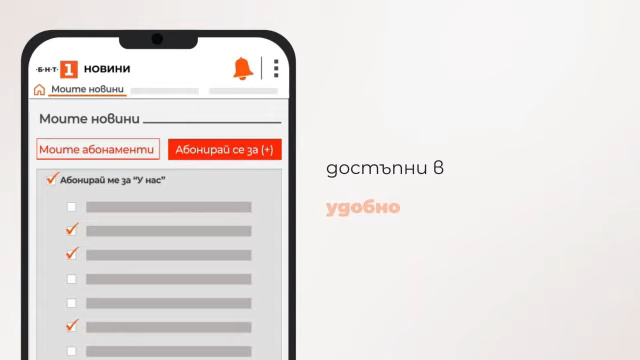 ·Б·Н·Т· 1 НОВИНИ
Моите новини
Моите новини
Моите абонаменти
Абонирай се за (+)
Абонирай ме за "У нас"
достъпни в
удобно